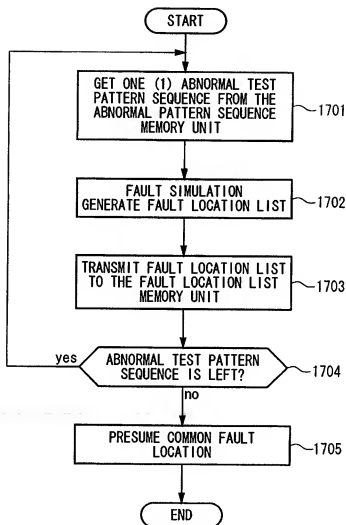 START
GET ONE (1) ABNORMAL TEST
PATTERN SEQUENCE FROM THE
ABNORMAL PATTERN SEQUENCE
MEMORY UNIT
1701
FAULT SIMULATION
GENERATE FAULT LOCATION LIST
1702
TRANSMIT FAULT LOCATION LIST
TO THE FAULT LOCATION LIST
MEMORY UNIT
1703
yes
ABNORMAL TEST PATTERN
SEQUENCE IS LEFT?
1704
no
PRESUME COMMON FAULT
LOCATION
1705
END